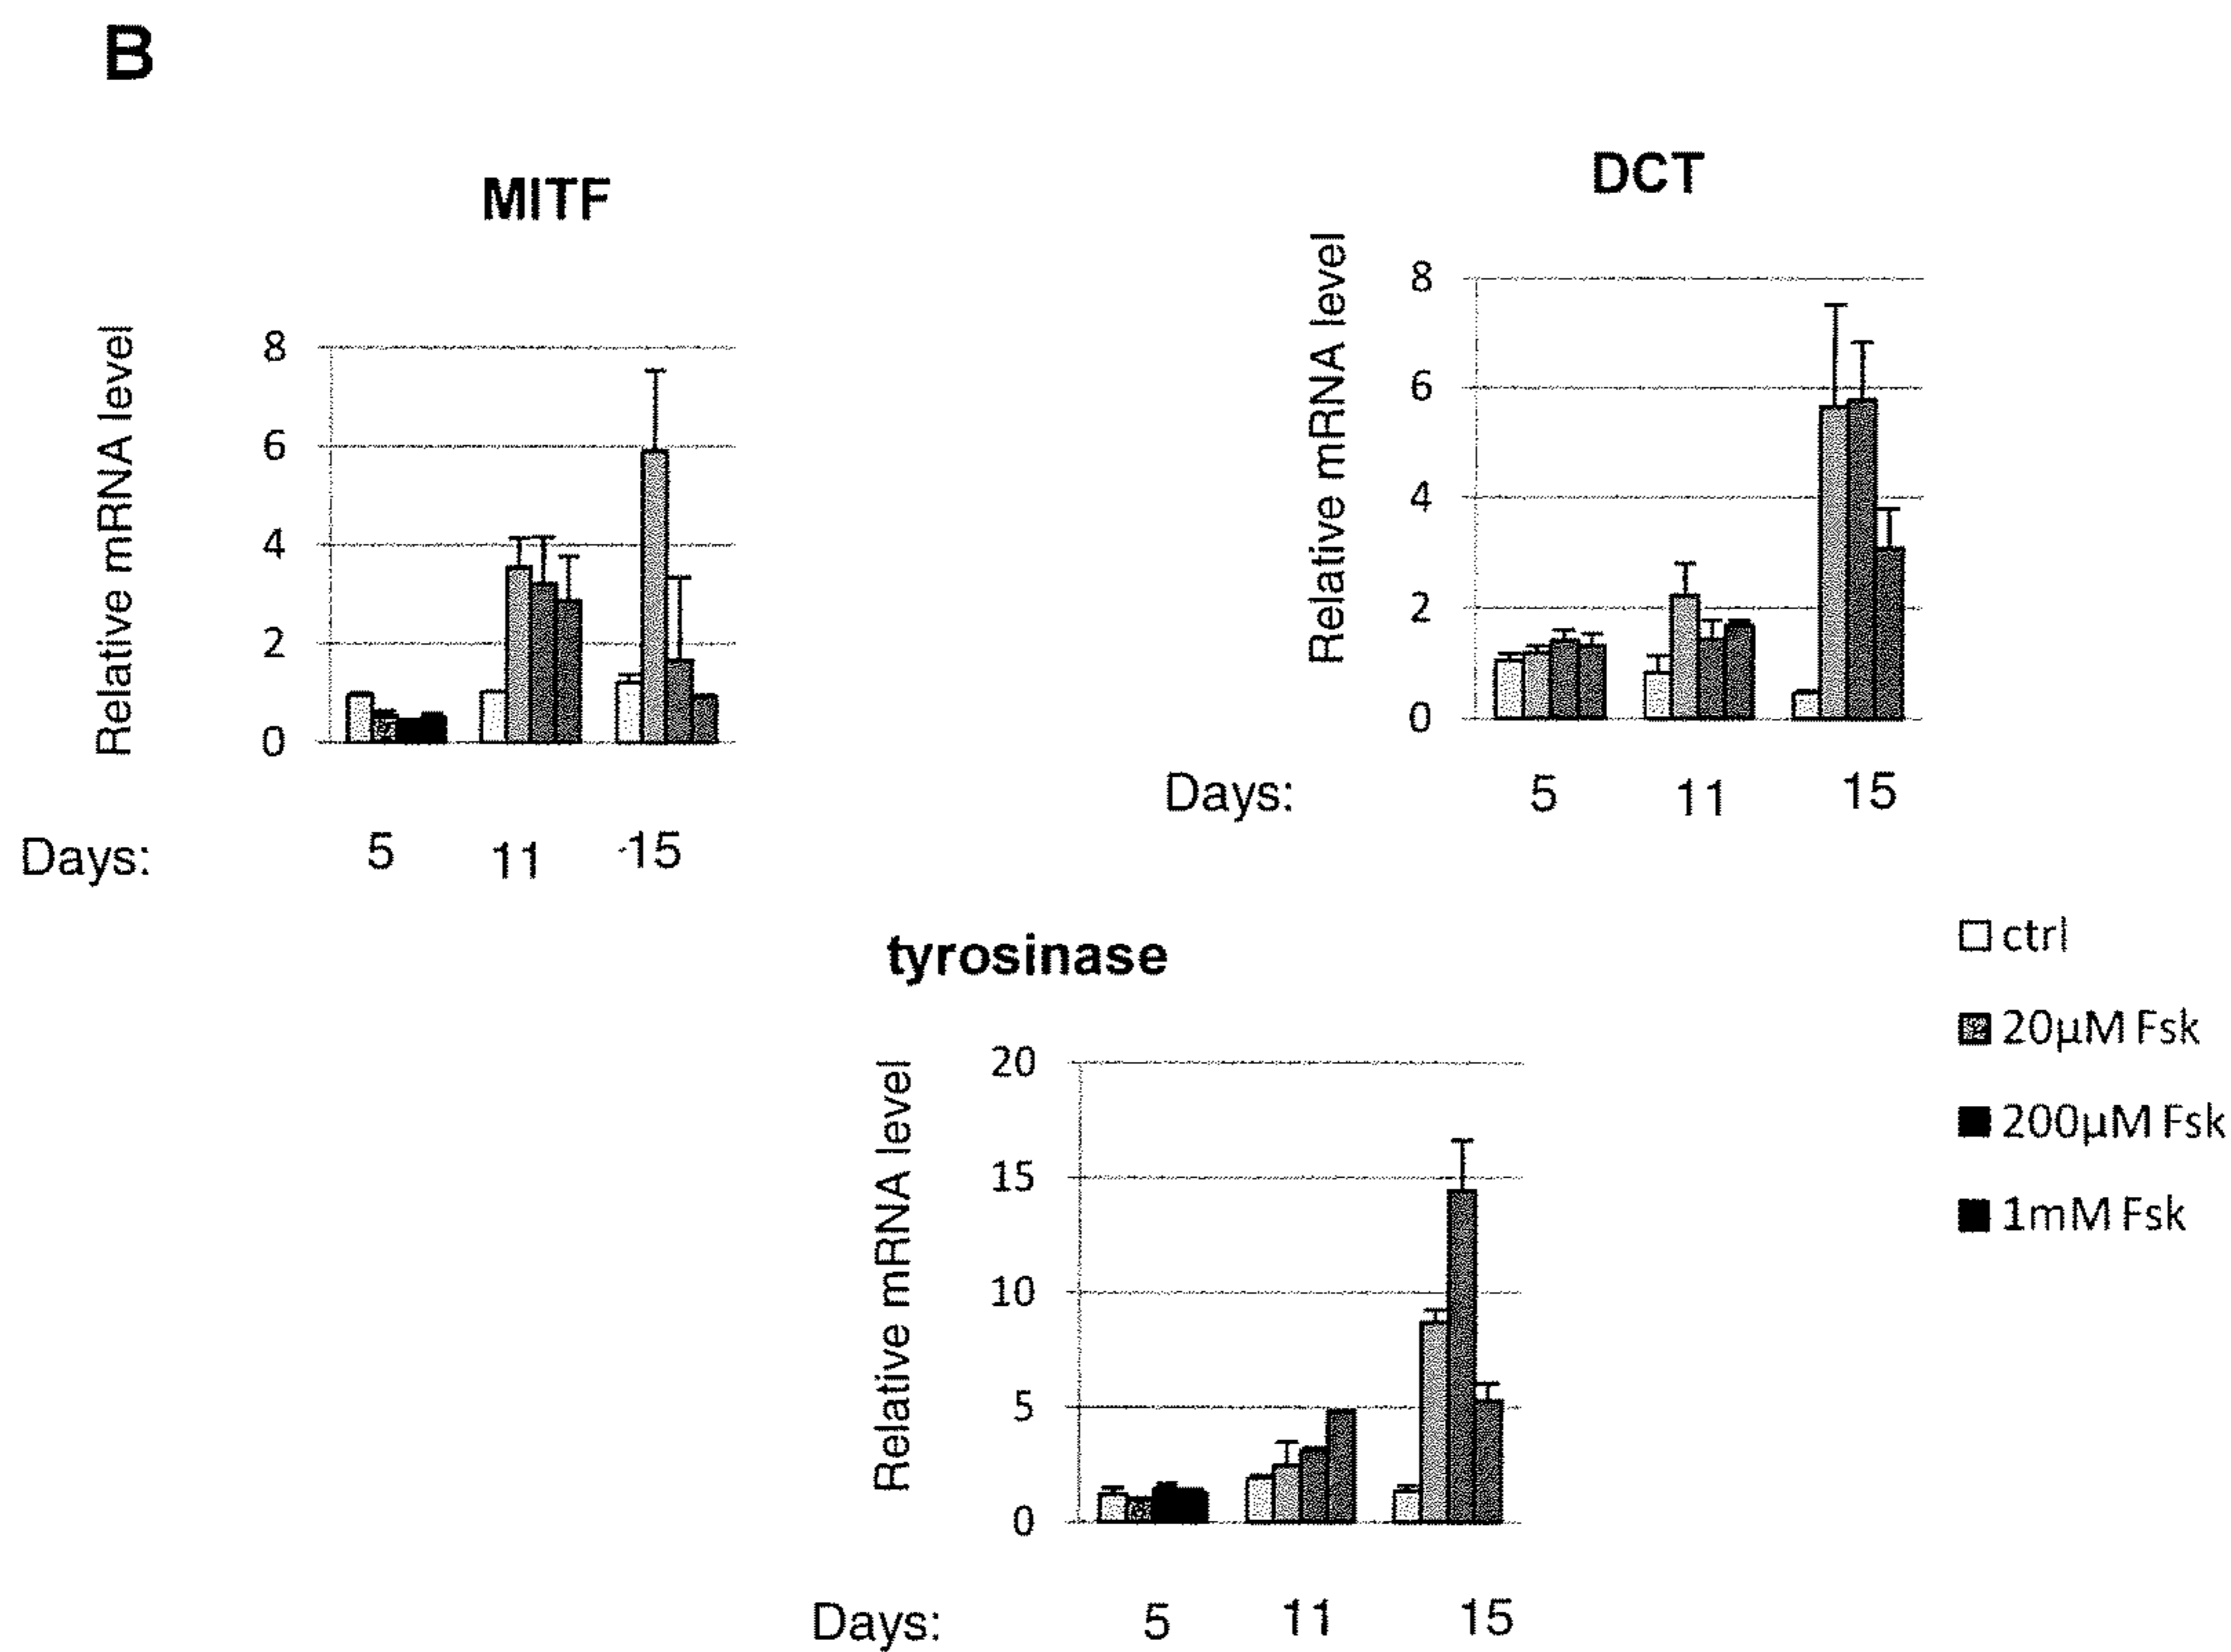 B
MITF
Relative mRNA level
8
6
4
2
0
Days: 5 11 15
DCT
Relative mRNA level
8
6
4
2
0
Days: 5 11 15
tyrosinase
Relative mRNA level
20
15
10
5
0
Days: 5 11 15
ctrl
20µM Fsk
200µM Fsk
1mM Fsk